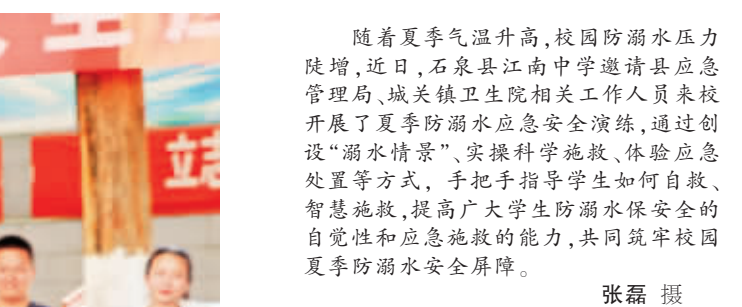 全
立志
随着夏季气温升高,校园防溺水压力
陡增,近日,石泉县江南中学邀请县应急
管理局、城关镇卫生院相关工作人员来校
开展了夏季防溺水应急安全演练,通过创
设“溺水情景”、实操科学施救、体验应急
处置等方式，手把手指导学生如何自救、
智慧施救,提高广大学生防溺水保安全的
自觉性和应急施救的能力,共同筑牢校园
夏季防溺水安全屏障。
张磊 摄